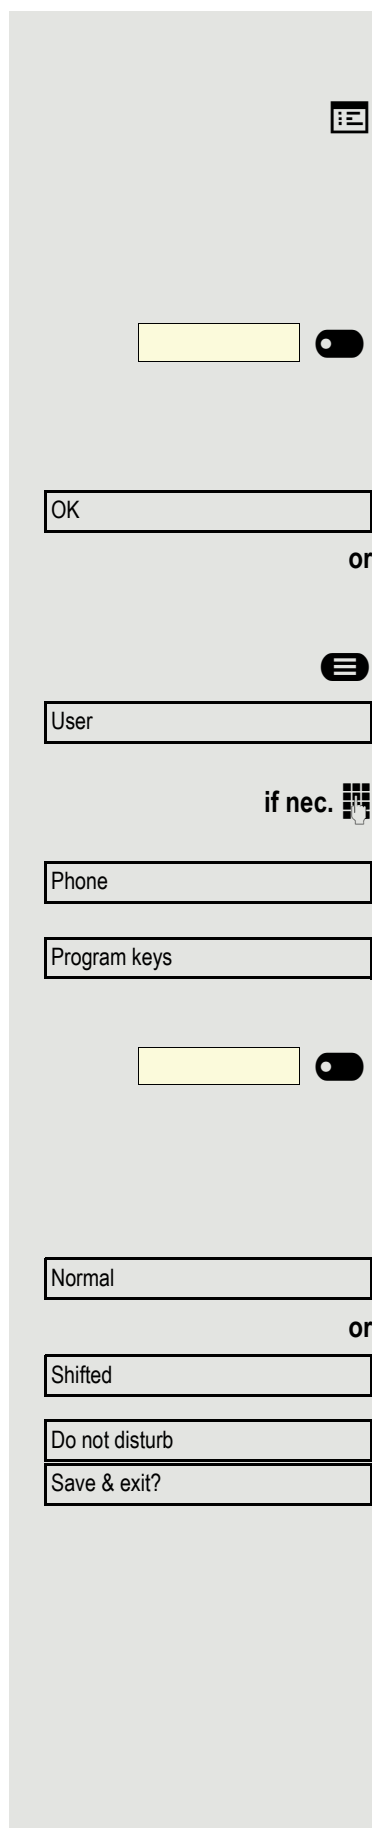 OK
or
User
if nec.
Phone
Program keys
Normal
or
Shifted
Do not disturb
Save & exit?